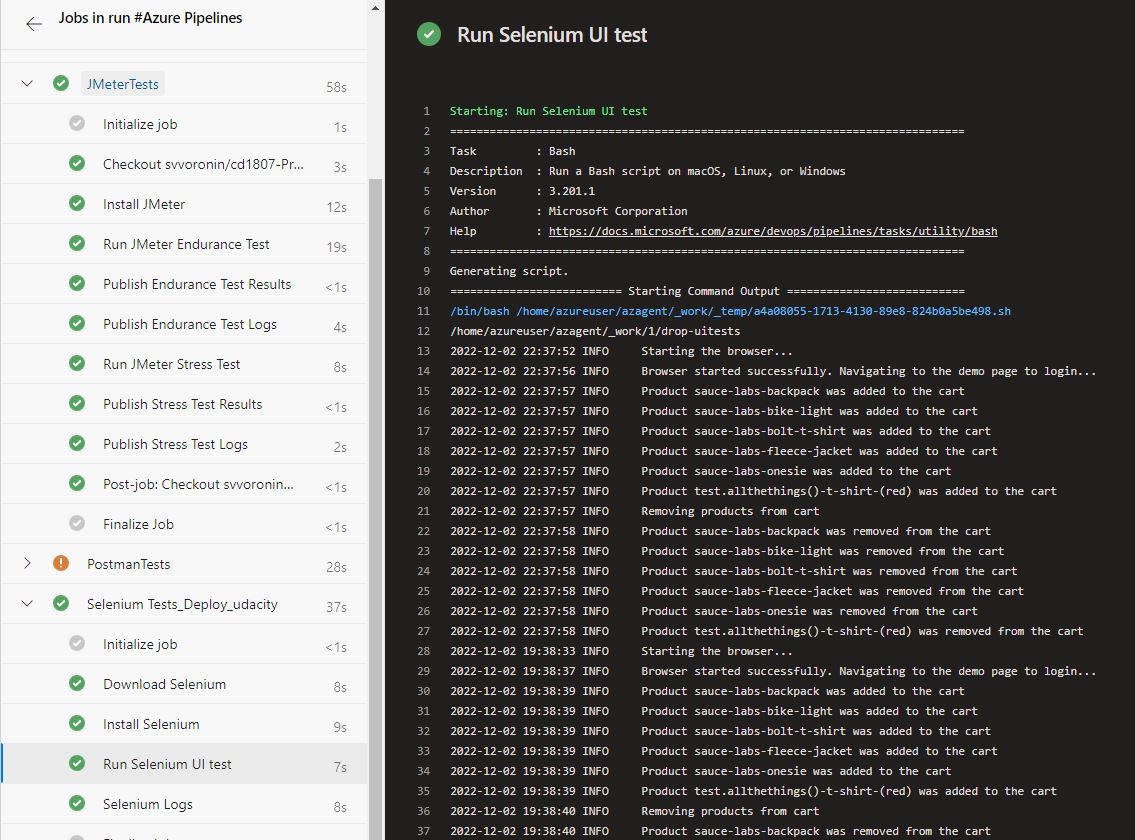 Jobs in run #Azure Pipelines
JMeterTests 58s
Initialize job 1s
Checkout svvoronin/cd1807-Pr... 3s
Install JMeter 12s
Run JMeter Endurance Test 19s
Publish Endurance Test Results <1s
Publish Endurance Test Logs 4s
Run JMeter Stress Test 8s
Publish Stress Test Results <1s
Publish Stress Test Logs 2s
Post-job: Checkout svvoronin... <1s
Finalize Job <1s
PostmanTests 28s
Selenium Tests_Deploy_udacity 37s
Initialize job <1s
Download Selenium 8s
Install Selenium 9s
Run Selenium UI test 7s
Selenium Logs 8s
Run Selenium UI test
1 Starting: Run Selenium UI test
2 ==============================================================================
3 Task : Bash
4 Description : Run a Bash script on macOS, Linux, or Windows
5 Version : 3.201.1
6 Author : Microsoft Corporation
7 Help : https://docs.microsoft.com/azure/devops/pipelines/tasks/utility/bash
8 ==============================================================================
9 Generating script.
10 ========================== Starting Command Output ===========================
11 /bin/bash /home/azureuser/azagent/_work/_temp/a4a08055-1713-4130-89e8-824b0a5be498.sh
12 /home/azureuser/azagent/_work/1/drop-uitests
13 2022-12-02 22:37:52 INFO Starting the browser...
14 2022-12-02 22:37:56 INFO Browser started successfully. Navigating to the demo page to login...
15 2022-12-02 22:37:57 INFO Product sauce-labs-backpack was added to the cart
16 2022-12-02 22:37:57 INFO Product sauce-labs-bike-light was added to the cart
17 2022-12-02 22:37:57 INFO Product sauce-labs-bolt-t-shirt was added to the cart
18 2022-12-02 22:37:57 INFO Product sauce-labs-fleece-jacket was added to the cart
19 2022-12-02 22:37:57 INFO Product sauce-labs-onesie was added to the cart
20 2022-12-02 22:37:57 INFO Product test.allthethings()-t-shirt-(red) was added to the cart
21 2022-12-02 22:37:57 INFO Removing products from cart
22 2022-12-02 22:37:58 INFO Product sauce-labs-backpack was removed from the cart
23 2022-12-02 22:37:58 INFO Product sauce-labs-bike-light was removed from the cart
24 2022-12-02 22:37:58 INFO Product sauce-labs-bolt-t-shirt was removed from the cart
25 2022-12-02 22:37:58 INFO Product sauce-labs-fleece-jacket was removed from the cart
26 2022-12-02 22:37:58 INFO Product sauce-labs-onesie was removed from the cart
27 2022-12-02 22:37:58 INFO Product test.allthethings()-t-shirt-(red) was removed from the cart
28 2022-12-02 19:38:33 INFO Starting the browser...
29 2022-12-02 19:38:37 INFO Browser started successfully. Navigating to the demo page to login...
30 2022-12-02 19:38:39 INFO Product sauce-labs-backpack was added to the cart
31 2022-12-02 19:38:39 INFO Product sauce-labs-bike-light was added to the cart
32 2022-12-02 19:38:39 INFO Product sauce-labs-bolt-t-shirt was added to the cart
33 2022-12-02 19:38:39 INFO Product sauce-labs-fleece-jacket was added to the cart
34 2022-12-02 19:38:39 INFO Product sauce-labs-onesie was added to the cart
35 2022-12-02 19:38:39 INFO Product test.allthethings()-t-shirt-(red) was added to the cart
36 2022-12-02 19:38:40 INFO Removing products from cart
37 2022-12-02 19:38:40 INFO Product sauce-labs-backpack was removed from the cart